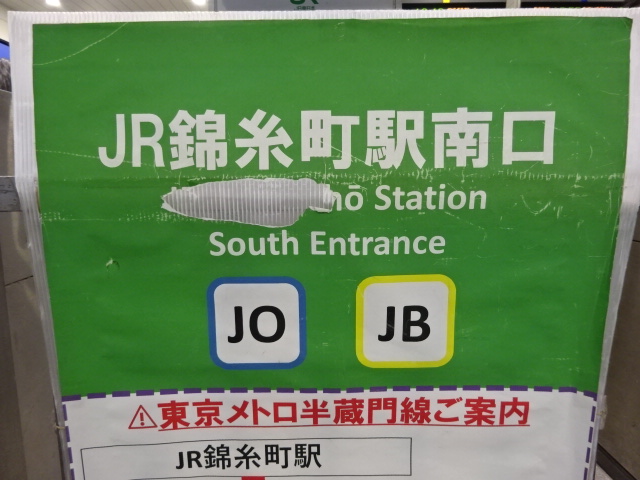 JR錦糸町駅南口
Station
South Entrance
JO JB
⚠東京メトロ半蔵門線ご案内
JR錦糸町駅